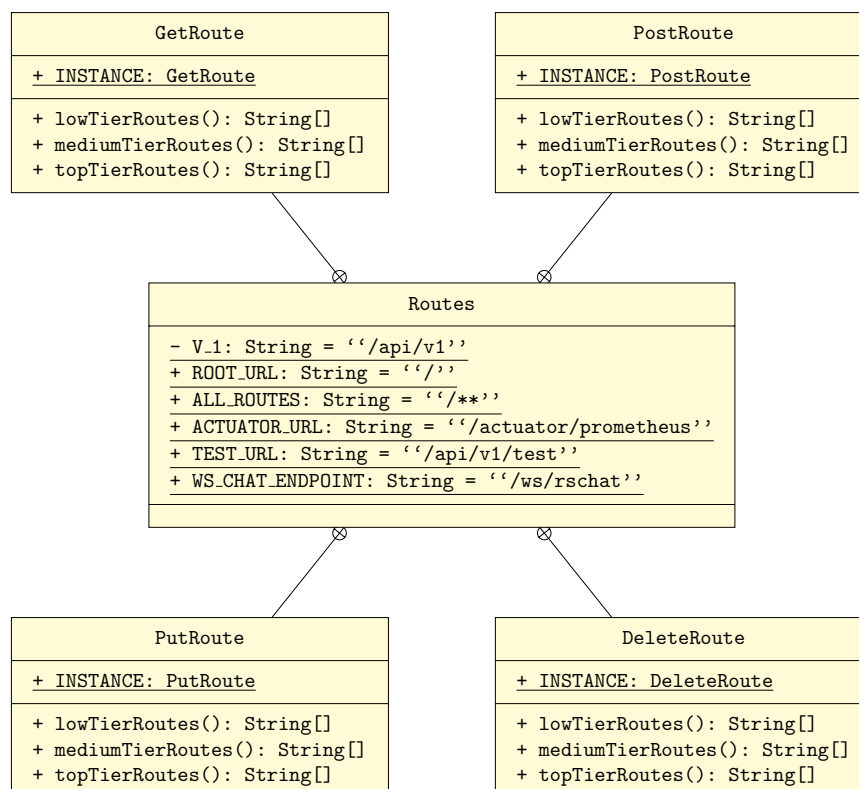 GetRoute
+ INSTANCE: GetRoute
+ lowTierRoutes(): String[]
+ mediumTierRoutes(): String[]
+ topTierRoutes(): String[]
PostRoute
+ INSTANCE: PostRoute
+ lowTierRoutes(): String[]
+ mediumTierRoutes(): String[]
+ topTierRoutes(): String[]
Routes
- V_1: String = ‘‘/api/v1’’
+ ROOT_URL: String = ‘‘/’’
+ ALL_ROUTES: String = ‘‘/**’’
+ ACTUATOR_URL: String = ‘‘/actuator/prometheus’’
+ TEST_URL: String = ‘‘/api/v1/test’’
+ WS_CHAT_ENDPOINT: String = ‘‘/ws/rschat’’
PutRoute
+ INSTANCE: PutRoute
+ lowTierRoutes(): String[]
+ mediumTierRoutes(): String[]
+ topTierRoutes(): String[]
DeleteRoute
+ INSTANCE: DeleteRoute
+ lowTierRoutes(): String[]
+ mediumTierRoutes(): String[]
+ topTierRoutes(): String[]